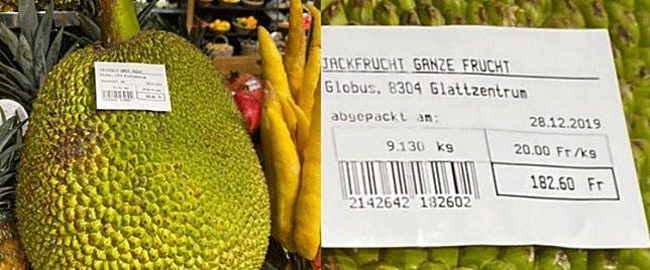 JACKFRUCHT GANZE FRUCHT
Globus, 8304 Glattzentrum
abgepackt am: 28.12.2019
9.130 kg 20.00 Fr/kg
182.60 Fr
2142642 182602